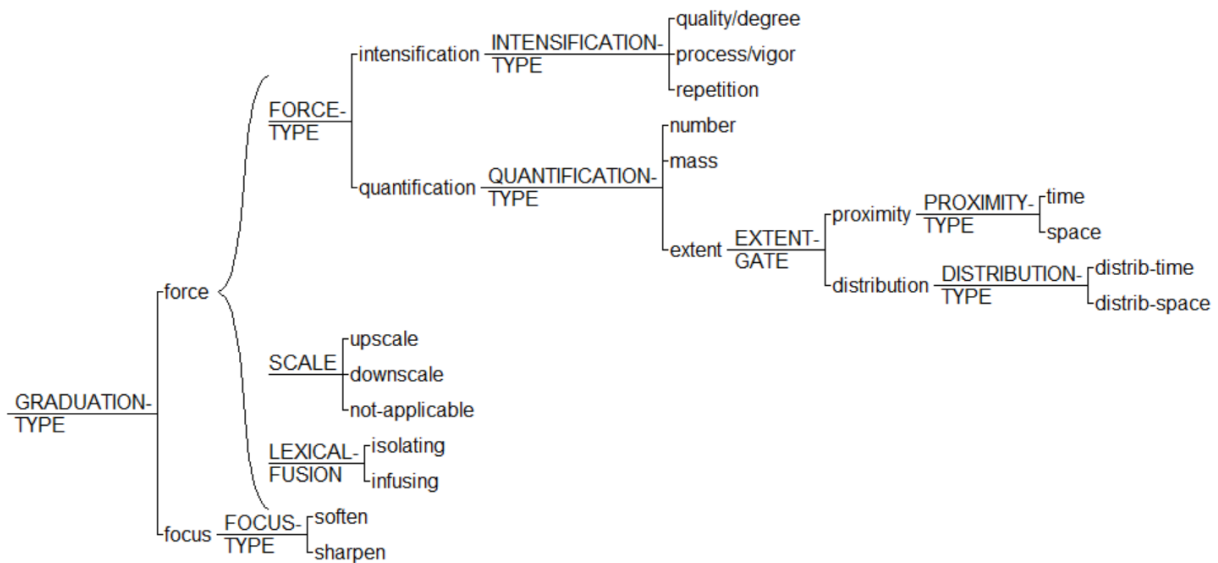 quality/degree
intensification
INTENSIFICATION-
TYPE
process/vigor
repetition
FORCE-
TYPE
number
mass
quantification
QUANTIFICATION-
TYPE
extent
EXTENT-
GATE
proximity
PROXIMITY-
TYPE
time
space
distribution
DISTRIBUTION-
TYPE
distrib-time
distrib-space
force
upscale
SCALE
downscale
not-applicable
GRADUATION-
TYPE
LEXICAL-
FUSION
isolating
infusing
focus
FOCUS-
TYPE
soften
sharpen